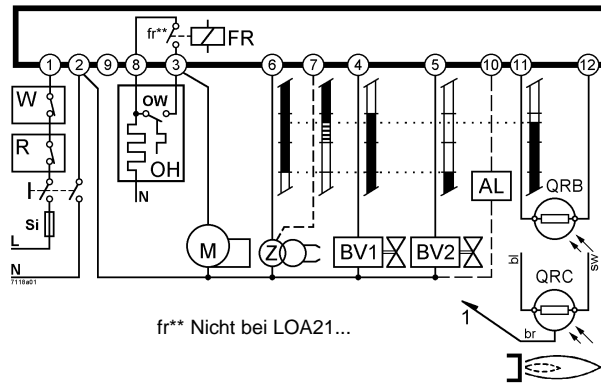 fr** FR
1 2 9 8 3 6 7 4 5 10 11 12
W
OW
R
OH
AL
QRB
N
Si
L
M
Z
BV1
BV2
bl
sw
QRC
N
7118a01
1
br
fr** Nicht bei LOA21...